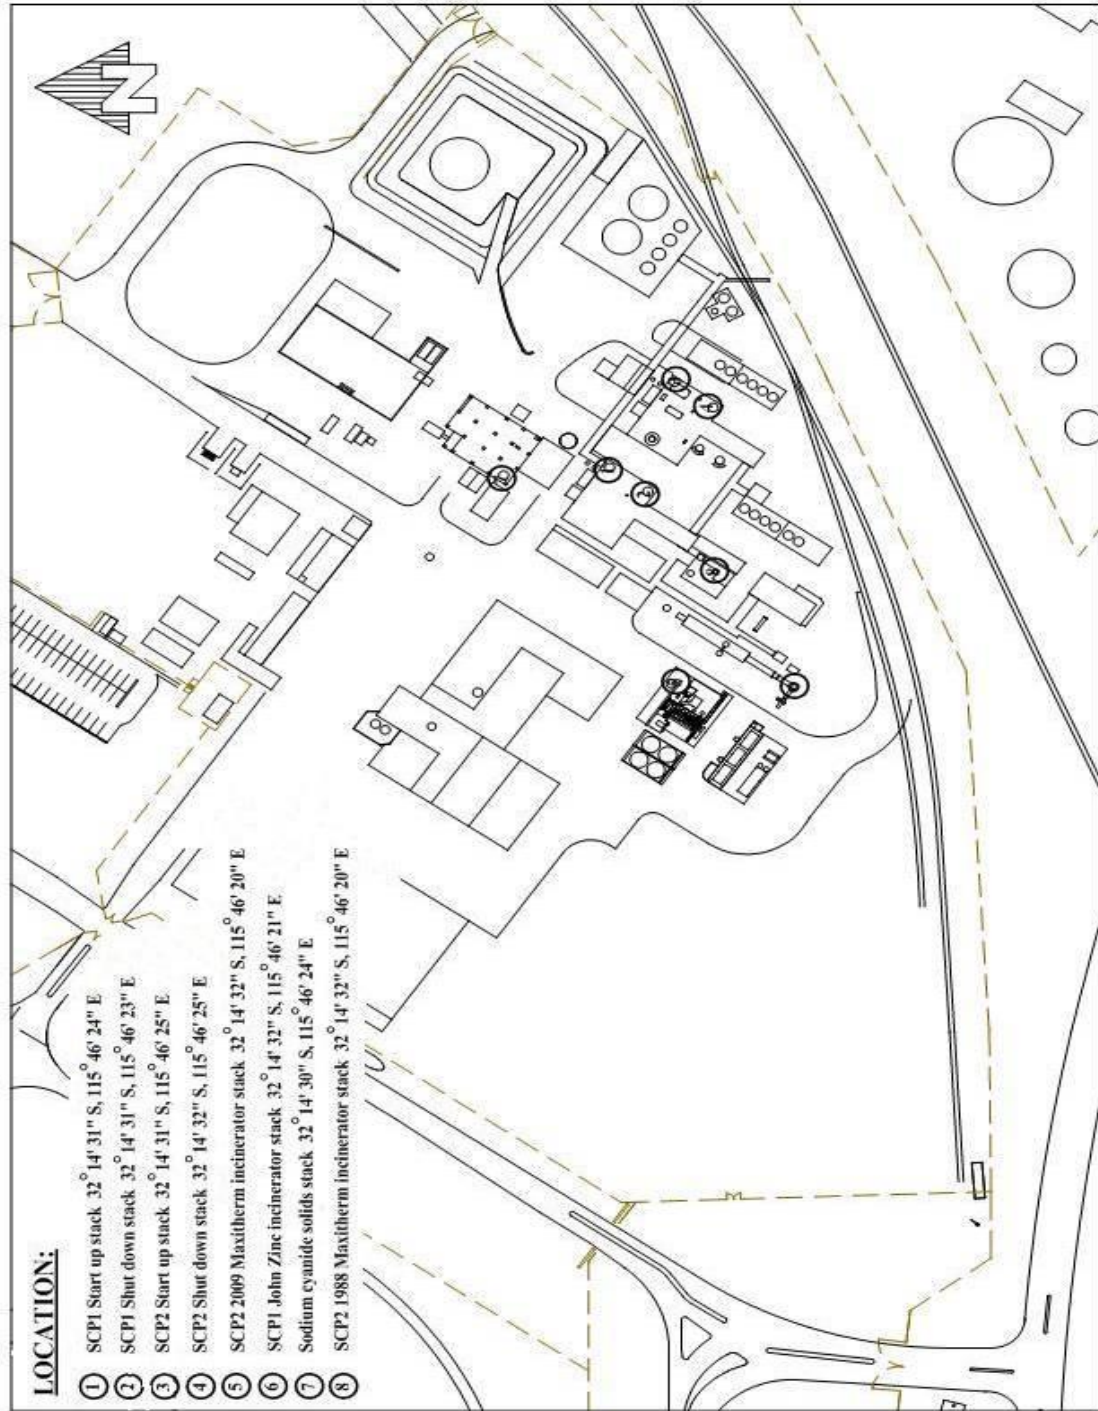 N
LOCATION:
1 SCP1 Start up stack 32° 14' 31" S, 115° 46' 24" E
2 SCP1 Shut down stack 32° 14' 31" S, 115° 46' 23" E
3 SCP2 Start up stack 32° 14' 31" S, 115° 46' 25" E
4 SCP2 Shut down stack 32° 14' 32" S, 115° 46' 25" E
5 SCP2 2009 Maxitherm incinerator stack 32° 14' 32" S, 115° 46' 20" E
6 SCP1 John Zinc incinerator stack 32° 14' 32" S, 115° 46' 21" E
7 Sodium cyanide solids stack 32° 14' 30" S, 115° 46' 24" E
8 SCP2 1988 Maxitherm incinerator stack 32° 14' 32" S, 115° 46' 20" E